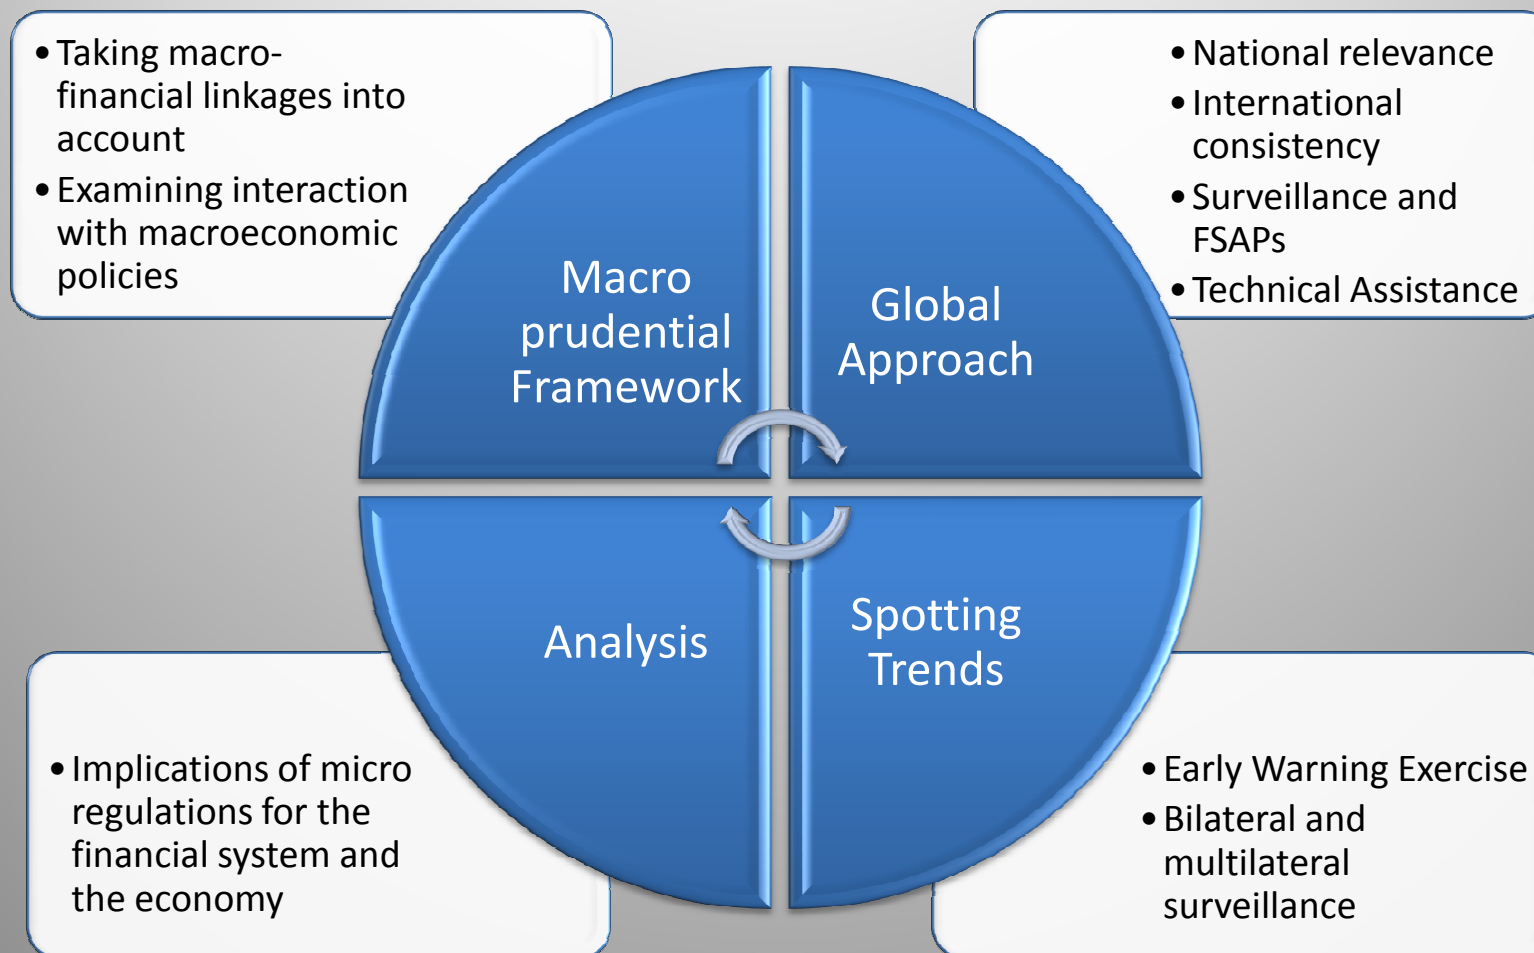 • Taking macro-
financial linkages into
account
• Examining interaction
with macroeconomic
policies
• National relevance
• International
consistency
• Surveillance and
FSAPs
• Technical Assistance
Macro
prudential
Framework
Global
Approach
Analysis
Spotting
Trends
• Implications of micro
regulations for the
financial system and
the economy
• Early Warning Exercise
• Bilateral and
multilateral
surveillance